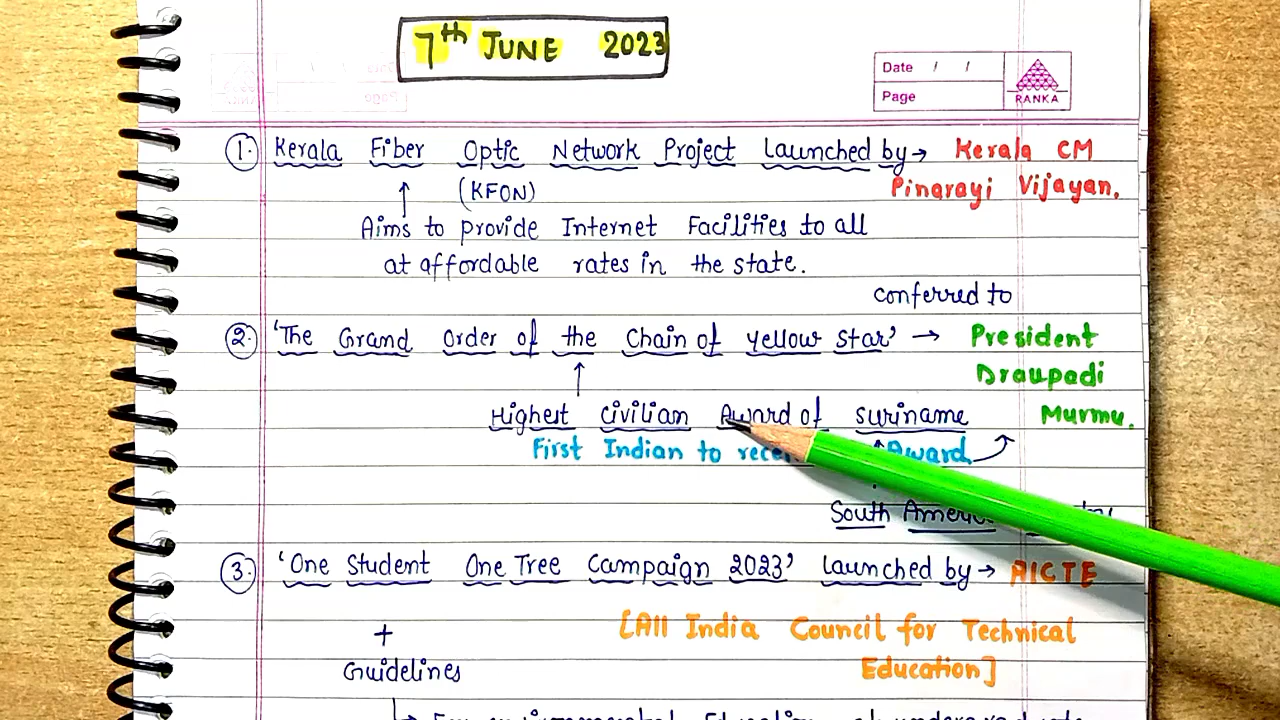 7th JUNE 2023
Date / /
Page
RANKA
1. Kerala Fiber Optic Network Project Launched by → Kerala CM
(KFON) Pinarayi Vijayan.
Aims to provide Internet Facilities to all
at affordable rates in the state.
conferred to
2. 'The Grand Order of the Chain of yellow Star' → President
Draupadi
Highest civilian Award of suriname Murmu.
First Indian to Award
South
3. 'One Student One Tree Campaign 2023' launched by → AICTE
+ [All India Council for Technical
Guidelines Education]
Education